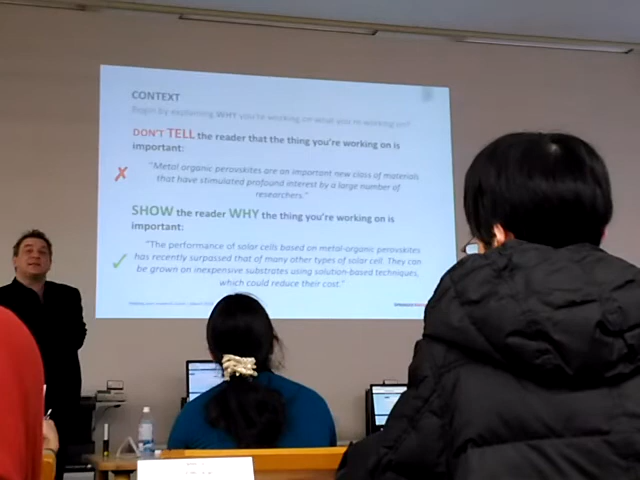 CONTEXT
Begin by explaining WHY you're working on what you're working on?
DON'T TELL the reader that the thing you're working on is
important:
"Metal organic perovskites are an important new class of materials
that have stimulated profound interest by a large number of
researchers."
SHOW the reader WHY the thing you're working on is
important:
"The performance of solar cells based on metal-organic perovskites
has recently surpassed that of many other types of solar cell. They can
be grown on inexpensive substrates using solution-based techniques,
which could reduce their cost."